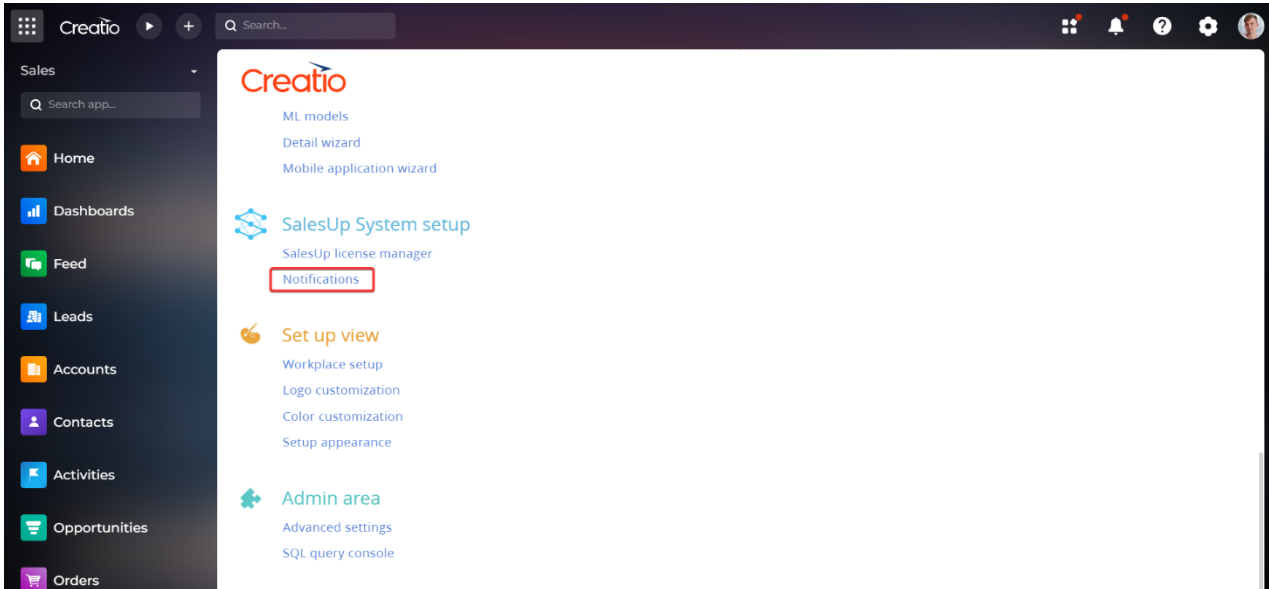 Creatio
Search...
Sales
Search app...
Home
Dashboards
Feed
Leads
Accounts
Contacts
Activities
Opportunities
Orders
Creatio
ML models
Detail wizard
Mobile application wizard
SalesUp System setup
SalesUp license manager
Notifications
Set up view
Workplace setup
Logo customization
Color customization
Setup appearance
Admin area
Advanced settings
SQL query console